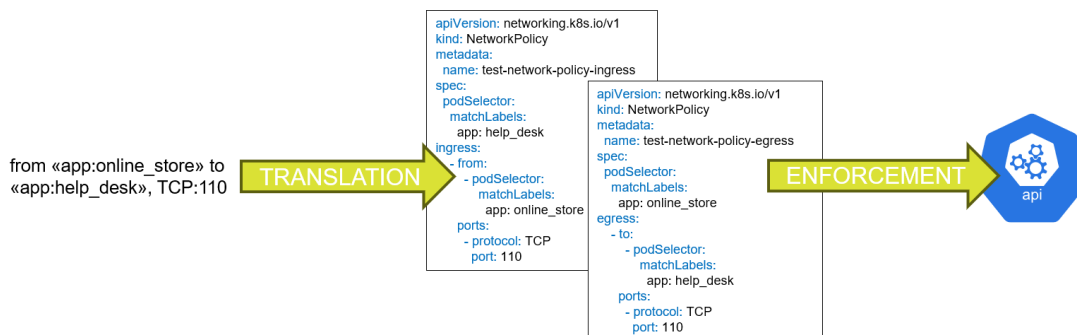 from «app:online_store» to
«app:help_desk», TCP:110
TRANSLATION
apiVersion: networking.k8s.io/v1
kind: NetworkPolicy
metadata:
name: test-network-policy-ingress
spec:
podSelector:
matchLabels:
app: help_desk
ingress:
- from:
- podSelector:
matchLabels:
app: online_store
ports:
- protocol: TCP
port: 110
apiVersion: networking.k8s.io/v1
kind: NetworkPolicy
metadata:
name: test-network-policy-egress
spec:
podSelector:
matchLabels:
app: online_store
egress:
- to:
- podSelector:
matchLabels:
app: help_desk
ports:
- protocol: TCP
port: 110
ENFORCEMENT
api